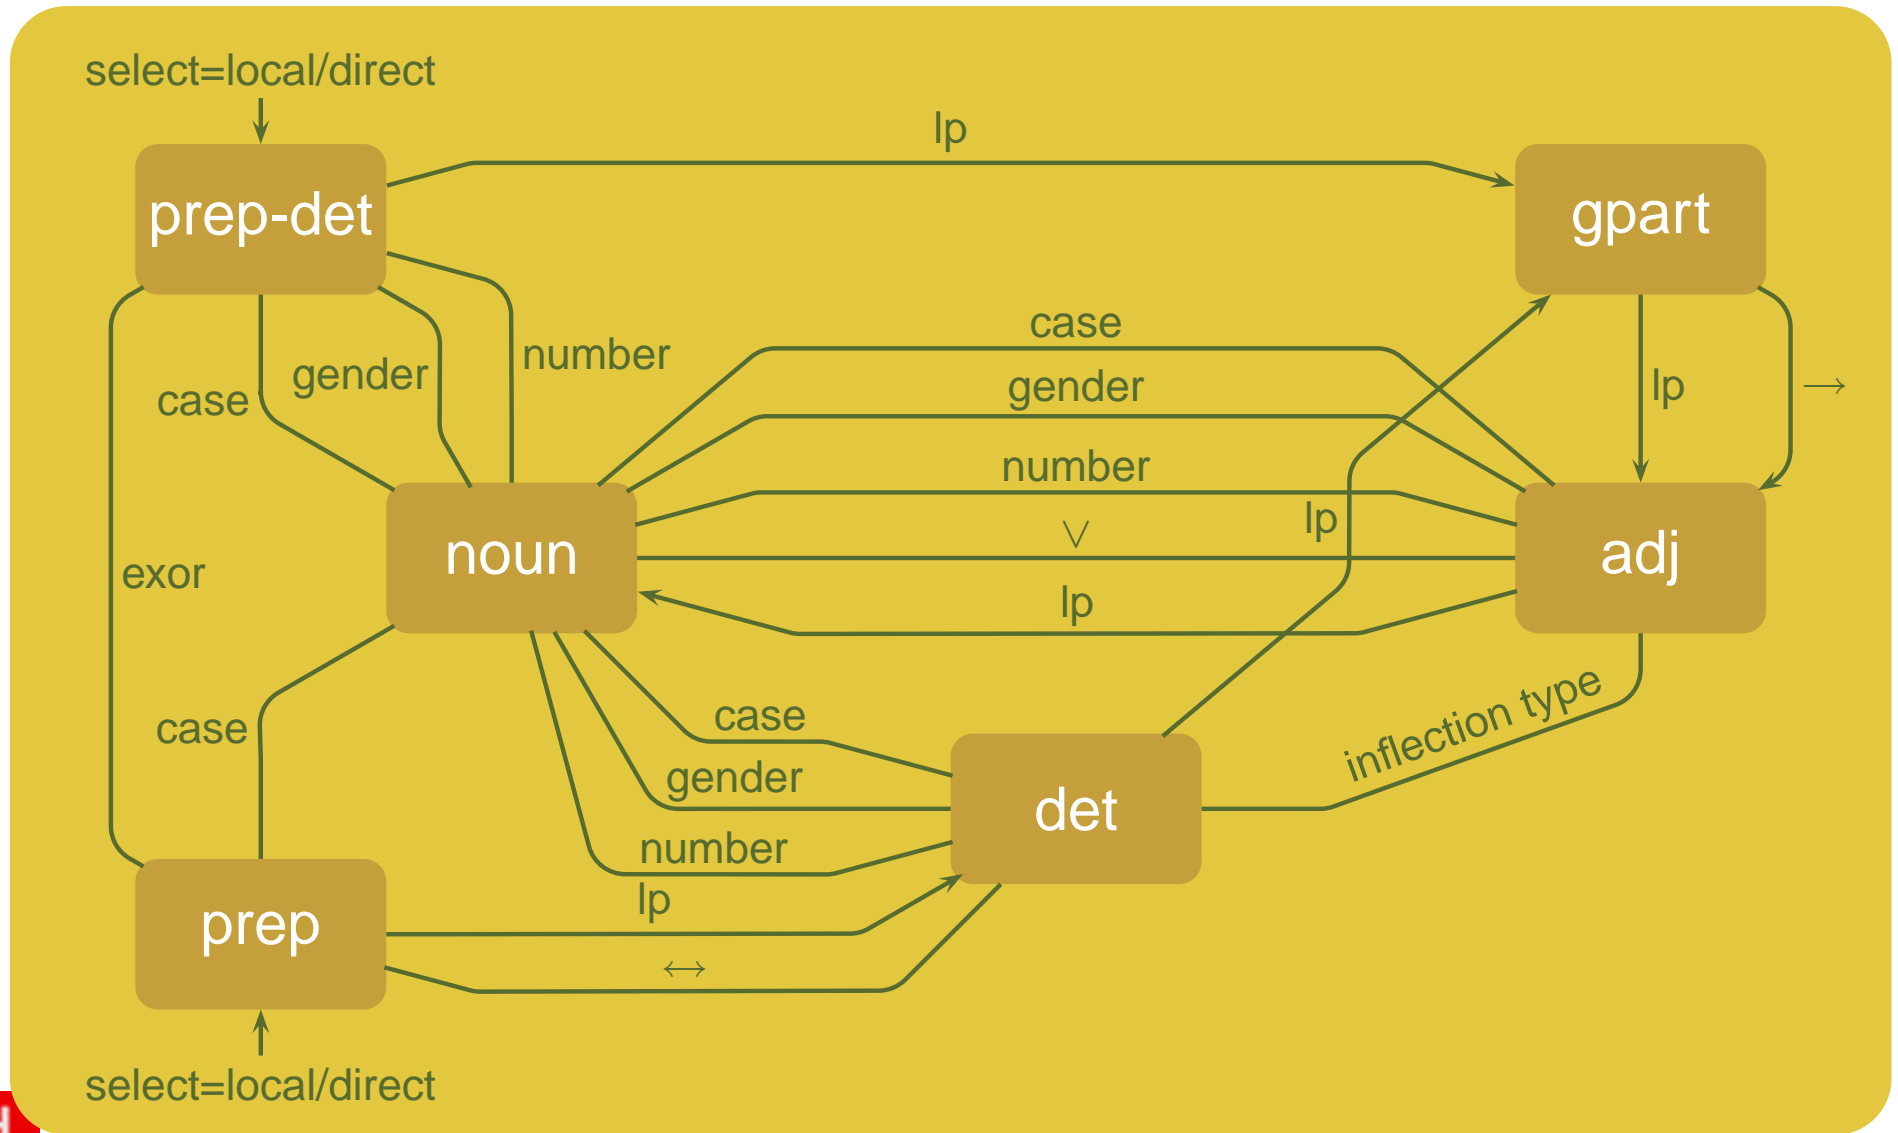 select=local/direct
lp
prep-det
gpart
case
number
gender
gender
case
lp
→
number
lp
∨
noun
adj
exor
lp
inflection type
case
case
gender
det
number
lp
prep
↔
select=local/direct